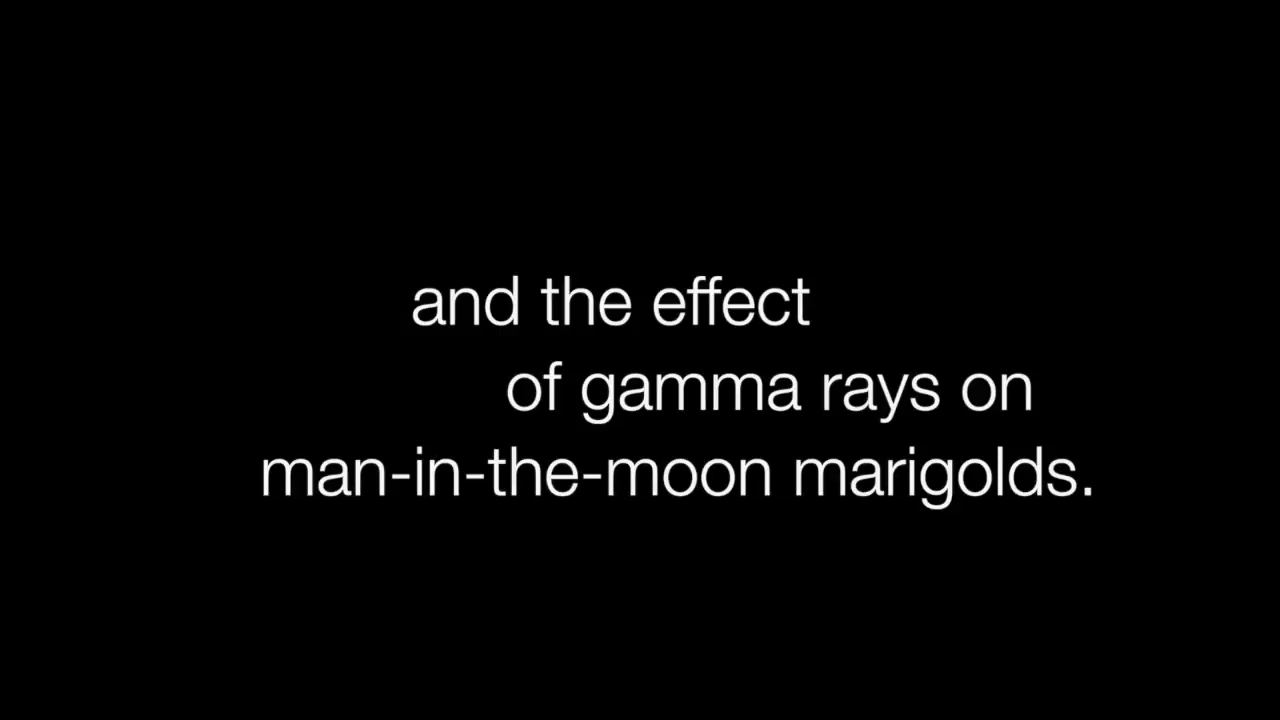 and the effect
of gamma rays on
man-in-the-moon marigolds.